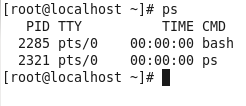 [root@localhost ~]# ps
  PID TTY          TIME CMD
 2285 pts/0    00:00:00 bash
 2321 pts/0    00:00:00 ps
[root@localhost ~]#